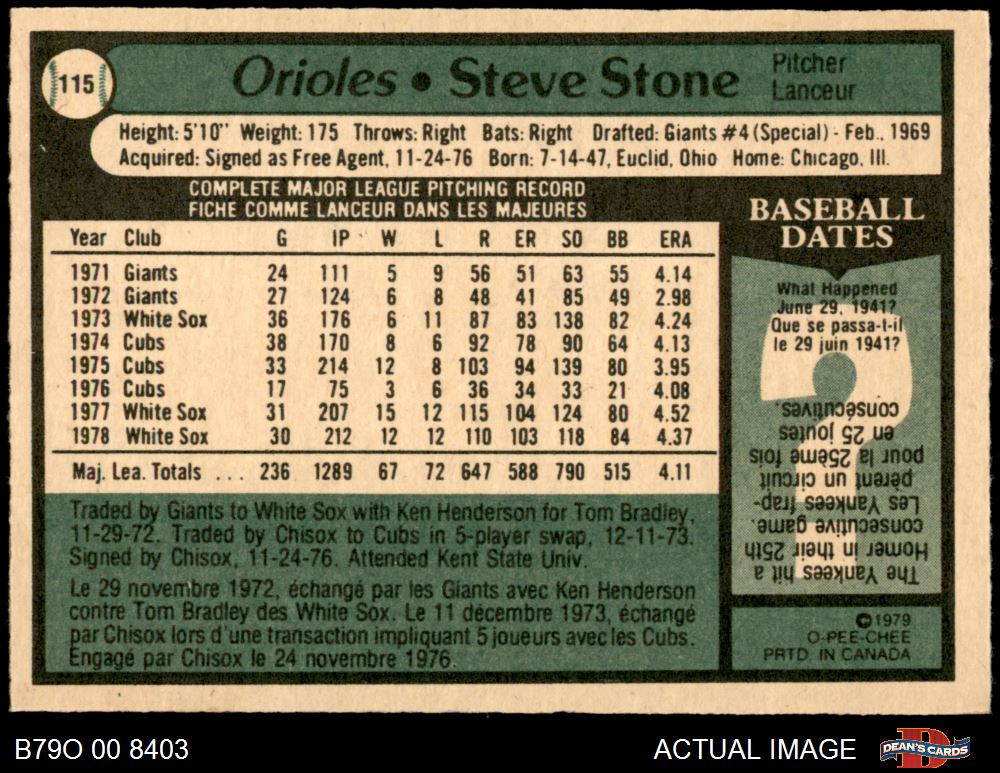 115
Orioles • Steve Stone
Pitcher
Lanceur
Height: 5'10" Weight: 175 Throws: Right Bats: Right Drafted: Giants #4 (Special) - Feb., 1969
Acquired: Signed as Free Agent, 11-24-76 Born: 7-14-47, Euclid, Ohio Home: Chicago, Ill.
COMPLETE MAJOR LEAGUE PITCHING RECORD
FICHE COMME LANCEUR DANS LES MAJEURES
Year Club G IP W L R ER SO BB ERA
1971 Giants 24 111 5 9 56 51 63 55 4.14
1972 Giants 27 124 6 8 48 41 85 49 2.98
1973 White Sox 36 176 6 11 87 83 138 82 4.24
1974 Cubs 38 170 8 6 92 78 90 64 4.13
1975 Cubs 33 214 12 8 103 94 139 80 3.95
1976 Cubs 17 75 3 6 36 34 33 21 4.08
1977 White Sox 31 207 15 12 115 104 124 80 4.52
1978 White Sox 30 212 12 12 110 103 118 84 4.37
Maj. Lea. Totals ... 236 1289 67 72 647 588 790 515 4.11
Traded by Giants to White Sox with Ken Henderson for Tom Bradley,
11-29-72. Traded by Chisox to Cubs in 5-player swap, 12-11-73.
Signed by Chisox, 11-24-76. Attended Kent State Univ.
Le 29 novembre 1972, échangé par les Giants avec Ken Henderson
contre Tom Bradley des White Sox. Le 11 décembre 1973, échangé
par Chisox lors d'une transaction impliquant 5 joueurs avec les Cubs.
Engagé par Chisox le 24 novembre 1976.
BASEBALL
DATES
What Happened
June 29, 1941?
Que se passa-t-il
le 29 juin 1941?
The Yankees hit a
Homer in their 25th
consecutive game.
Les Yankees frap-
pèrent un circuit
pour la 25ème fois
en 25 joutes
consécutives.
©1979
O-PEE-CHEE
PRTD. IN CANADA
B79O 00 8403
ACTUAL IMAGE
DEAN'S CARDS